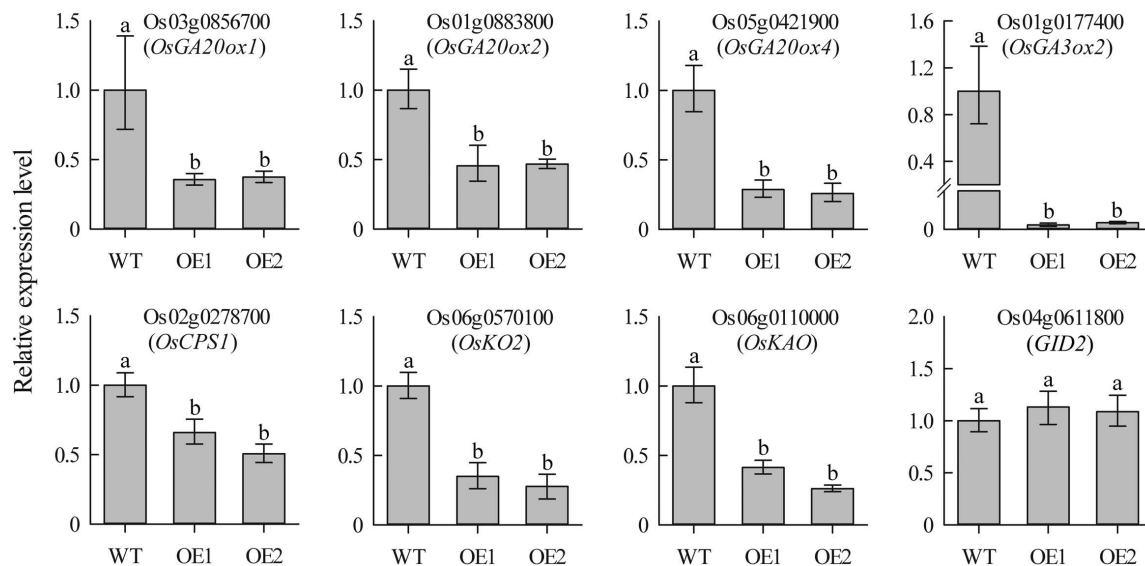 Relative expression level
Os03g0856700
(OsGA20ox1)
1.5
1.0
0.5
0
a
b
b
WT
OE1
OE2
Os01g0883800
(OsGA20ox2)
1.5
1.0
0.5
0
a
b
b
WT
OE1
OE2
Os05g0421900
(OsGA20ox4)
1.5
1.0
0.5
0
a
b
b
WT
OE1
OE2
Os01g0177400
(OsGA3ox2)
1.6
1.0
0.4
0
a
b
b
WT
OE1
OE2
Os02g0278700
(OsCPS1)
1.5
1.0
0.5
0
a
b
b
WT
OE1
OE2
Os06g0570100
(OsKO2)
1.5
1.0
0.5
0
a
b
b
WT
OE1
OE2
Os06g0110000
(OsKAO)
1.5
1.0
0.5
0
a
b
b
WT
OE1
OE2
Os04g0611800
(GID2)
2.0
1.5
1.0
0.5
0
a
a
a
WT
OE1
OE2